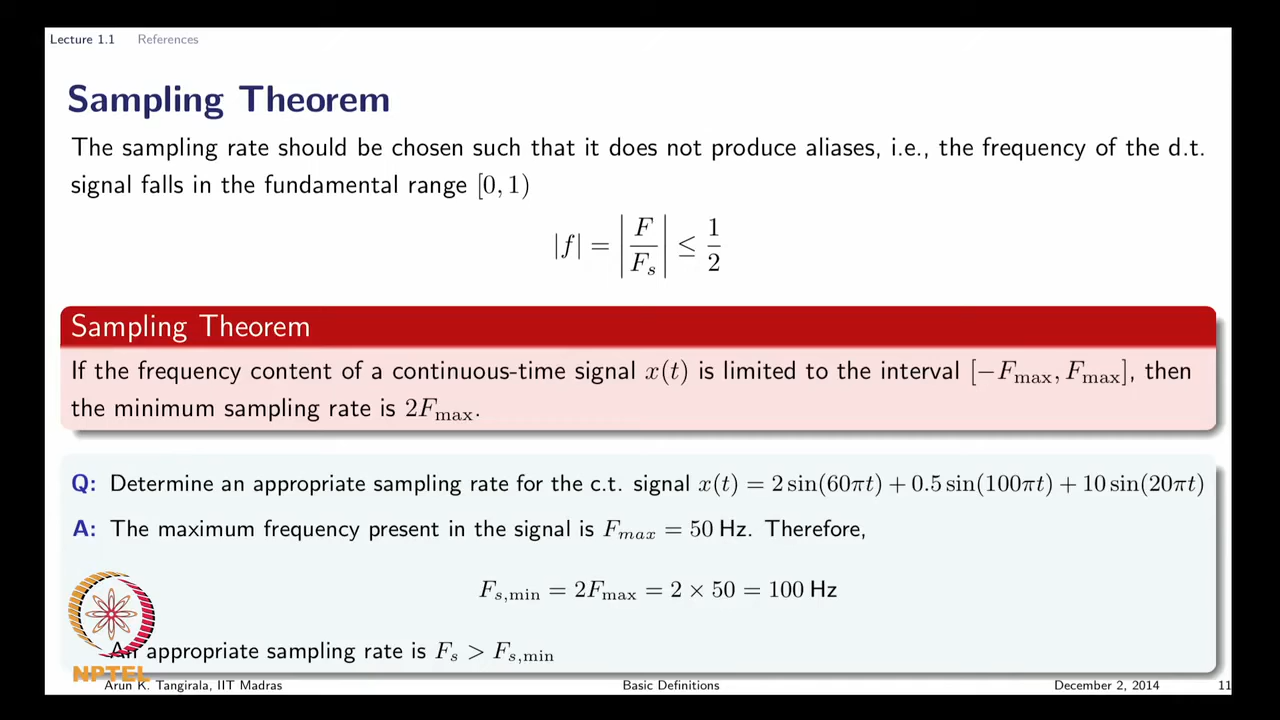 Lecture 1.1 References
Sampling Theorem
The sampling rate should be chosen such that it does not produce aliases, i.e., the frequency of the d.t.
signal falls in the fundamental range [0, 1)
|f| = |F/F_s| ≤ 1/2
Sampling Theorem
If the frequency content of a continuous-time signal x(t) is limited to the interval [−F_max, F_max], then
the minimum sampling rate is 2F_max.
Q: Determine an appropriate sampling rate for the c.t. signal x(t) = 2 sin(60πt) + 0.5 sin(100πt) + 10 sin(20πt)
A: The maximum frequency present in the signal is F_max = 50 Hz. Therefore,
F_s,min = 2F_max = 2 × 50 = 100 Hz
An appropriate sampling rate is F_s > F_s,min
NPTEL
Arun K. Tangirala, IIT Madras Basic Definitions December 2, 2014 11